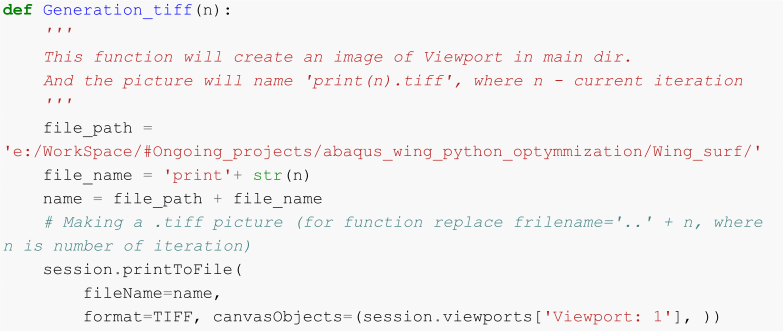 def Generation_tiff(n):
    '''
    This function will create an image of Viewport in main dir.
    And the picture will name 'print(n).tiff', where n - current iteration
    '''
    file_path =
'e:/WorkSpace/#Ongoing_projects/abaqus_wing_python_optymmization/Wing_surf/'
    file_name = 'print'+ str(n)
    name = file_path + file_name
    # Making a .tiff picture (for function replace frilename='..' + n, where
n is number of iteration)
    session.printToFile(
        fileName=name,
        format=TIFF, canvasObjects=(session.viewports['Viewport: 1'], ))